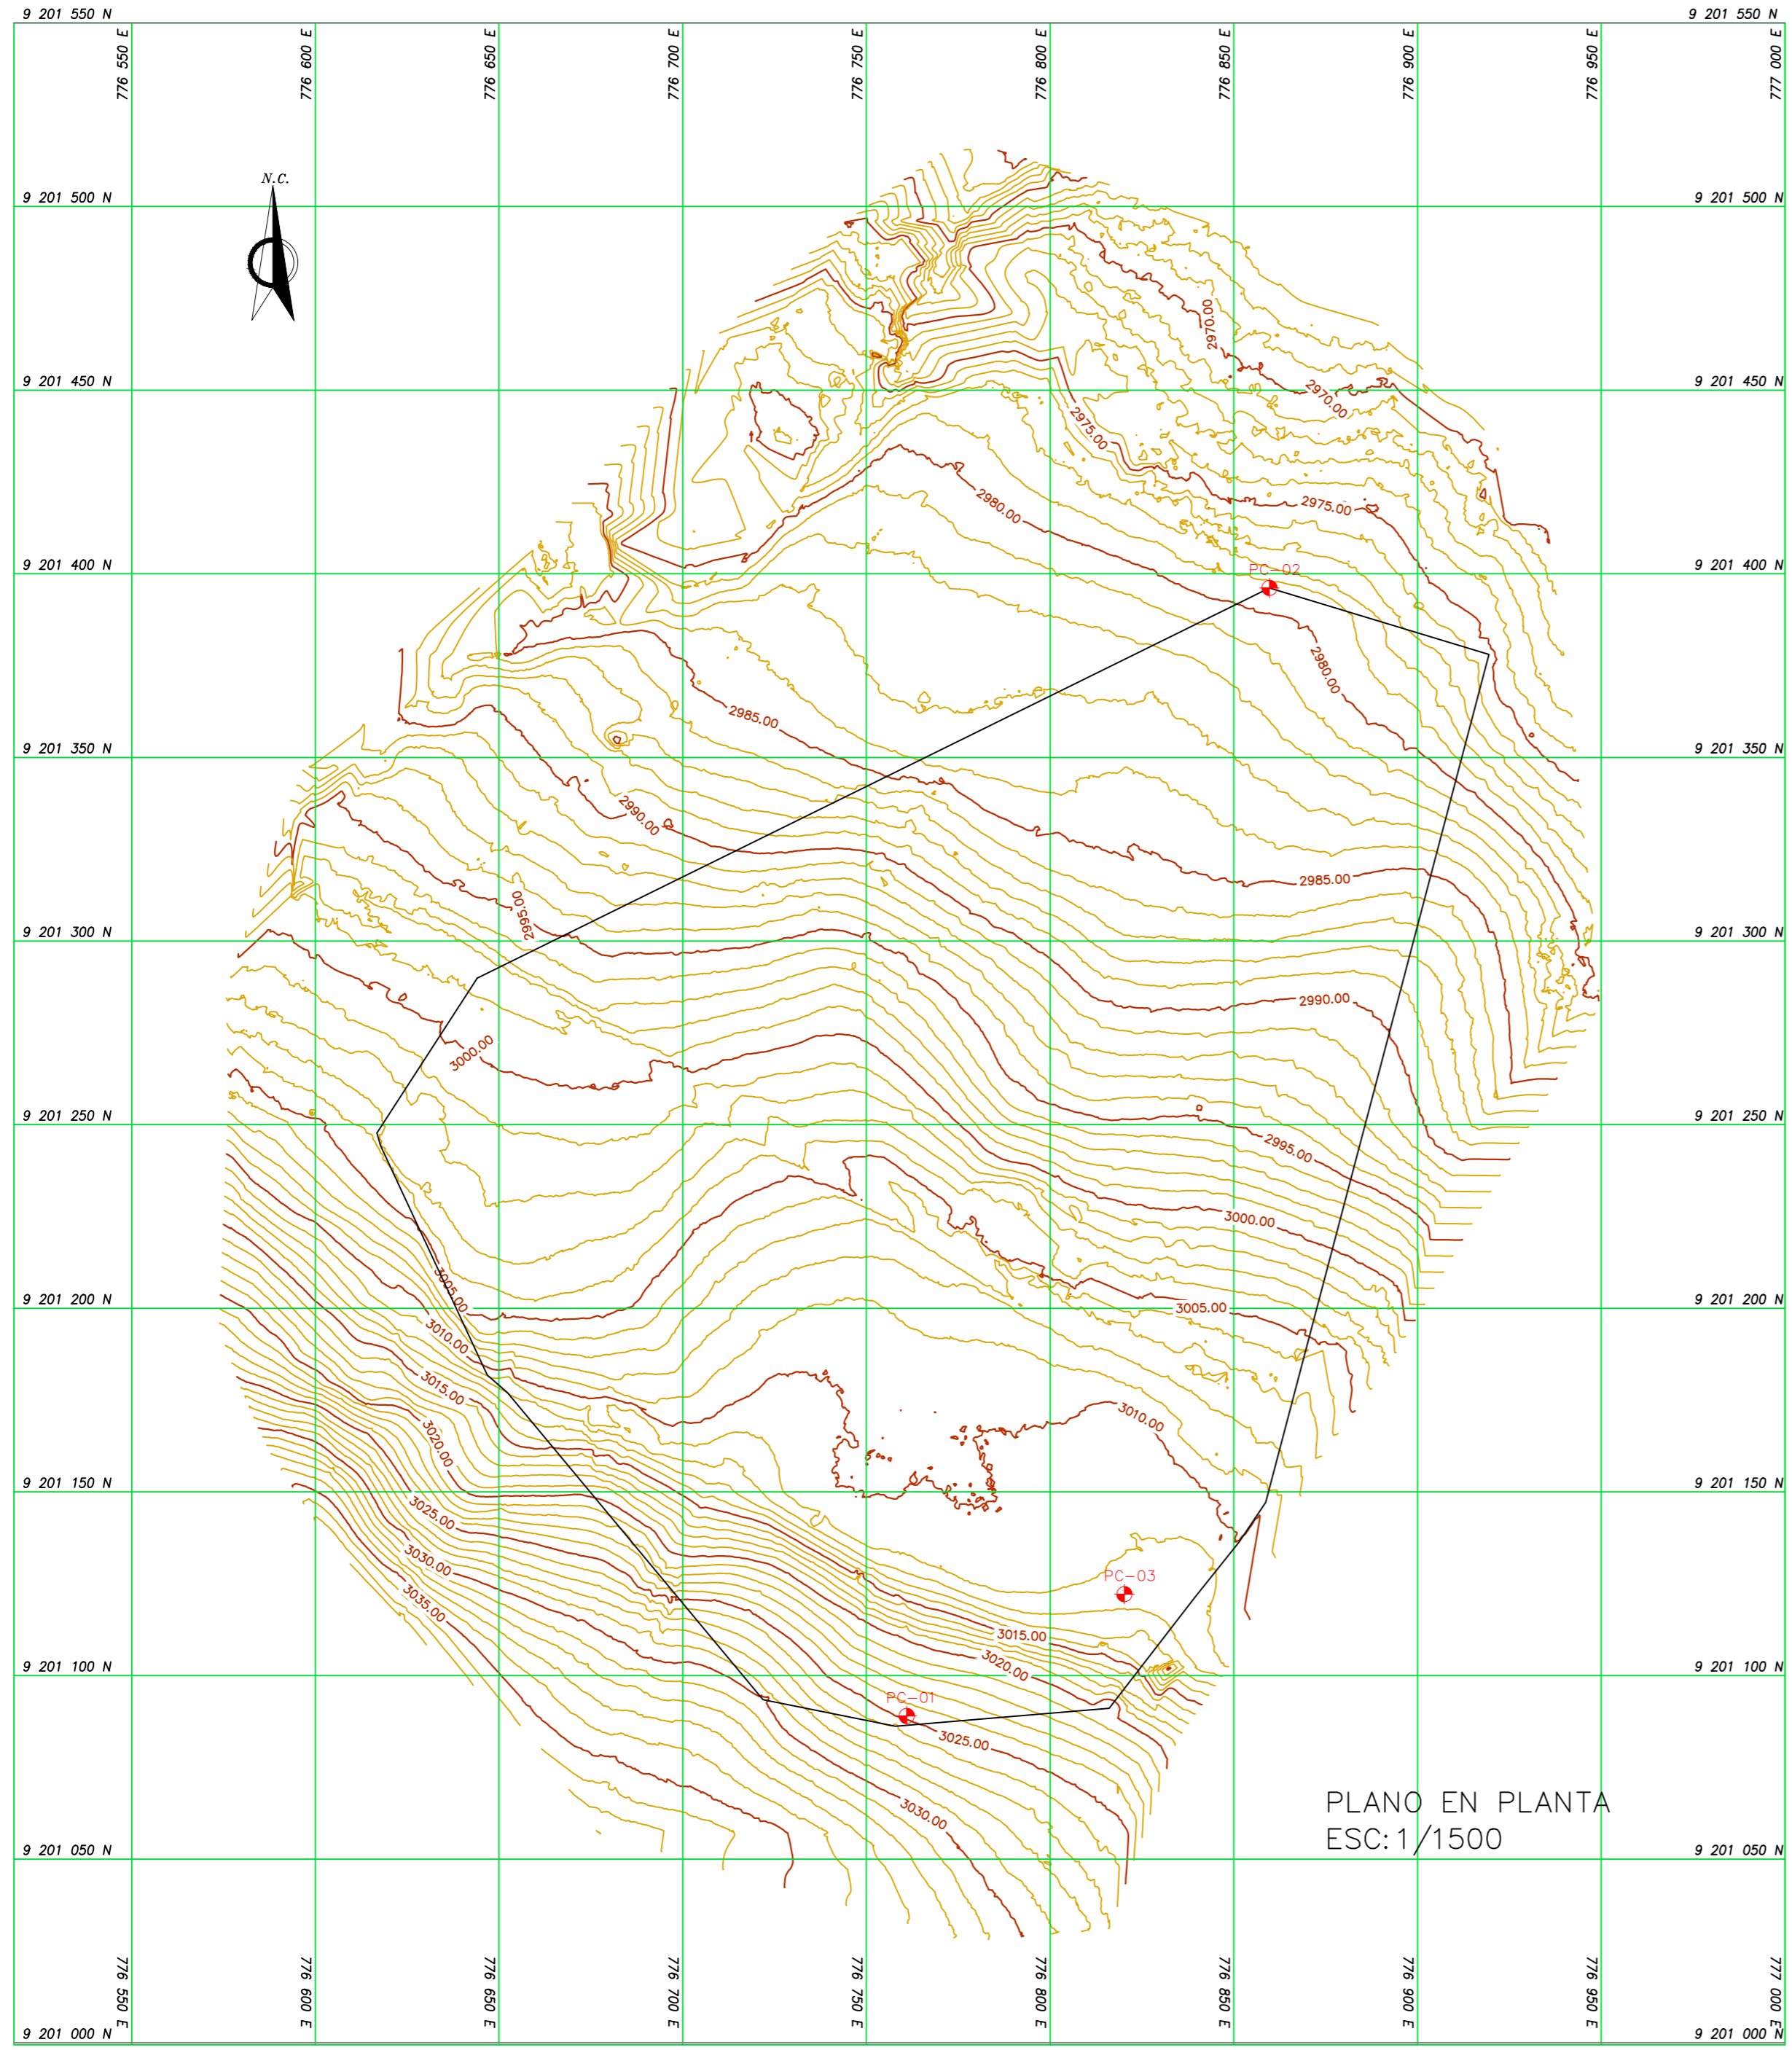 9 201 550 N
9 201 550 N
776 550 E
776 600 E
776 650 E
776 700 E
776 750 E
776 800 E
776 850 E
776 900 E
776 950 E
777 000 E
N.C.
9 201 500 N
9 201 500 N
2970.00
9 201 450 N
2970.00
9 201 450 N
2975.00
2980.00
2975.00
9 201 400 N
PC-02
9 201 400 N
2980.00
2985.00
9 201 350 N
9 201 350 N
2990.00
2985.00
2995.00
9 201 300 N
9 201 300 N
2990.00
3000.00
9 201 250 N
9 201 250 N
2995.00
3000.00
3005.00
9 201 200 N
3005.00
9 201 200 N
3010.00
3015.00
3010.00
3020.00
9 201 150 N
9 201 150 N
3025.00
3030.00
PC-03
3035.00
3015.00
3020.00
9 201 100 N
9 201 100 N
PC-01
3025.00
3030.00
PLANO EN PLANTA
ESC:1/1500
9 201 050 N
9 201 050 N
776 550 E
776 600 E
776 650 E
776 700 E
776 750 E
776 800 E
776 850 E
776 900 E
776 950 E
777 000 E
9 201 000 N
9 201 000 N